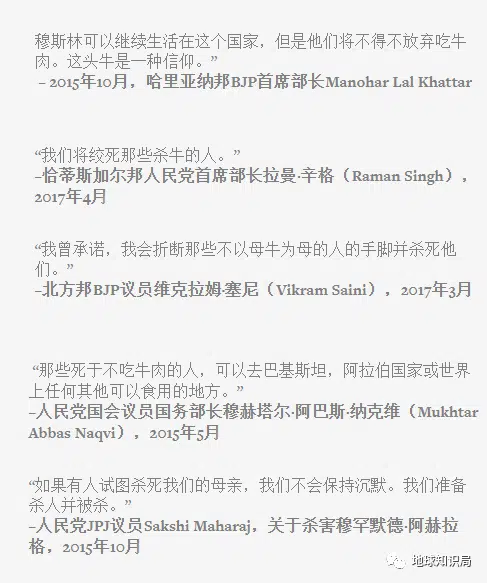 穆斯林可以继续生活在这个国家，但是他们将不得不放弃吃牛
肉。这头牛是一种信仰。”
– 2015年10月，哈里亚纳邦BJP首席部长Manohar Lal Khattar
“我们将绞死那些杀牛的人。”
–恰蒂斯加尔邦人民党首席部长拉曼·辛格（Raman Singh），
2017年4月
“我曾承诺，我会折断那些不以母牛为母的人的手脚并杀死他
们。”
–北方邦BJP议员维克拉姆·塞尼（Vikram Saini），2017年3月
“那些死于不吃牛肉的人，可以去巴基斯坦，阿拉伯国家或世界
上任何其他可以食用的地方。”
–人民党国会议员国务部长穆赫塔尔·阿巴斯·纳克维（Mukhtar
Abbas Naqvi），2015年5月
“如果有人试图杀死我们的母亲，我们不会保持沉默。我们准备
杀人并被杀。”
–人民党JPJ议员Sakshi Maharaj，关于杀害穆罕默德·阿赫拉
格，2015年10月
地球知识局